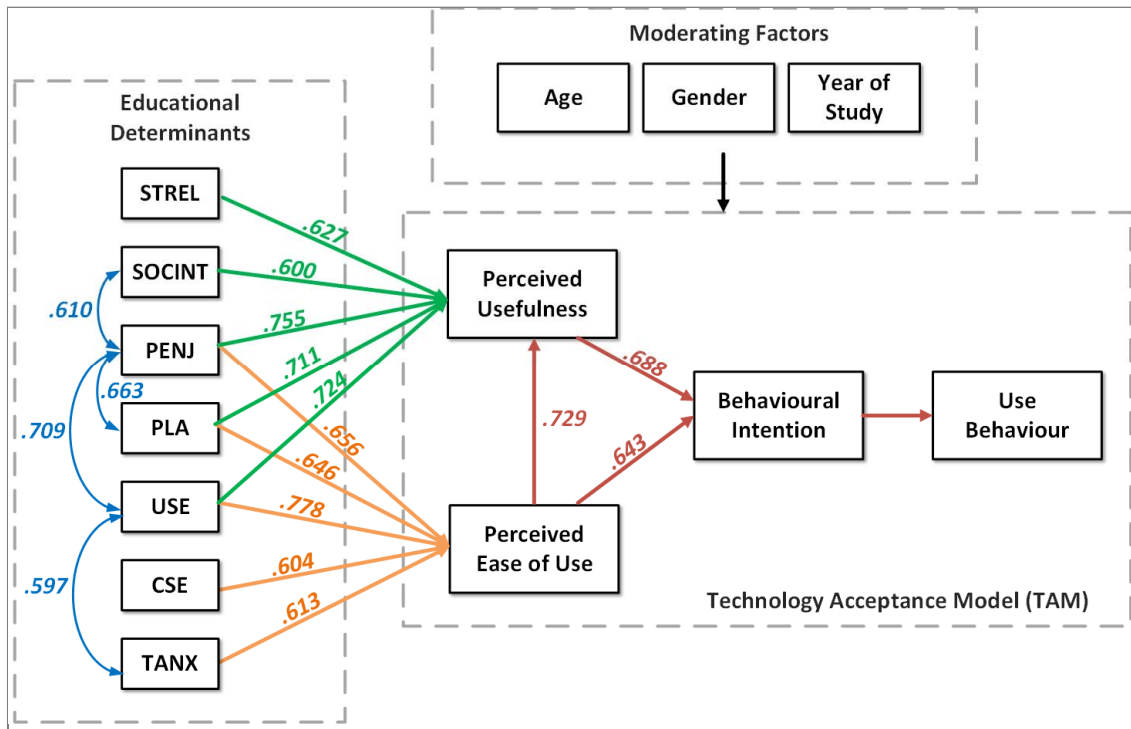 Moderating Factors
Age
Gender
Year of
Study
Educational
Determinants
STREL
SOCINT
PENJ
PLA
USE
CSE
TANX
.610
.663
.709
.597
.627
.600
.755
.711
.724
.656
.646
.778
.604
.613
Perceived
Usefulness
.688
.729
.643
Behavioural
Intention
Use
Behaviour
Perceived
Ease of Use
Technology Acceptance Model (TAM)